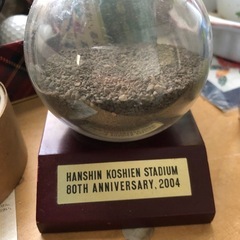 HANSHIN KOSHIEN STADIUM
80TH ANNIVERSARY, 2004